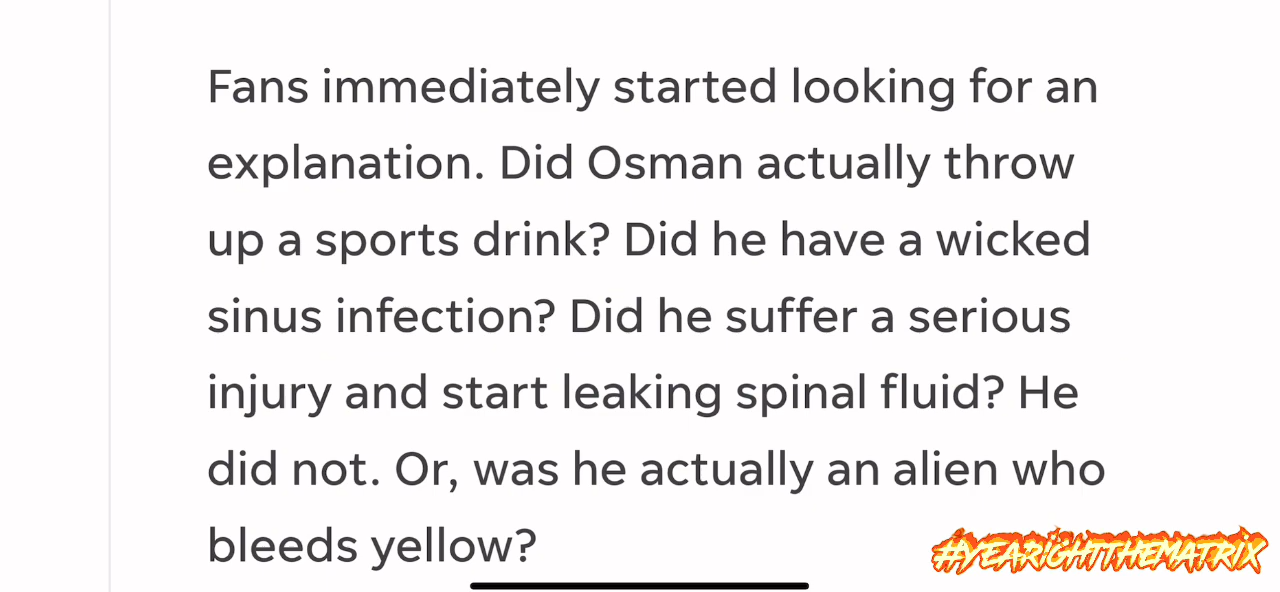 Fans immediately started looking for an
explanation. Did Osman actually throw
up a sports drink? Did he have a wicked
sinus infection? Did he suffer a serious
injury and start leaking spinal fluid? He
did not. Or, was he actually an alien who
bleeds yellow?
#YEARIGHTTHEMATRIX